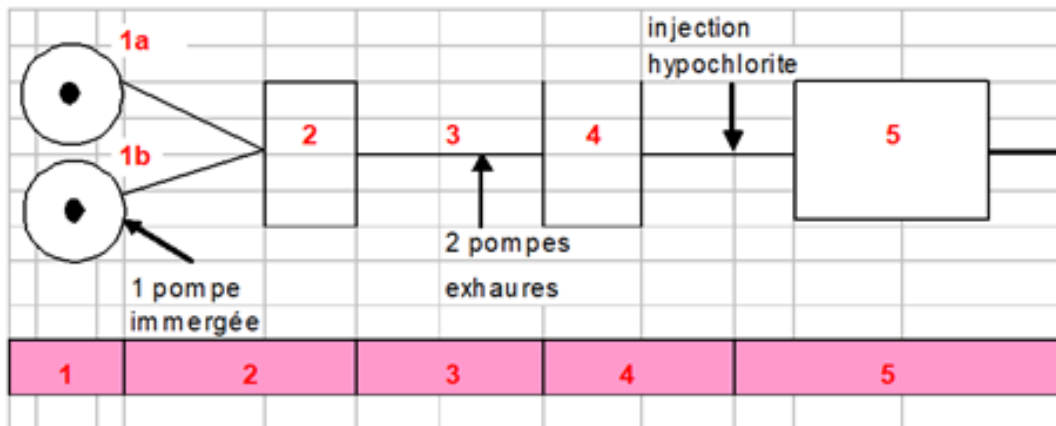 1a
injection
hypochlorite
2
3
4
5
1b
2 pompes
exhaures
1 pompe
immergée
1
2
3
4
5